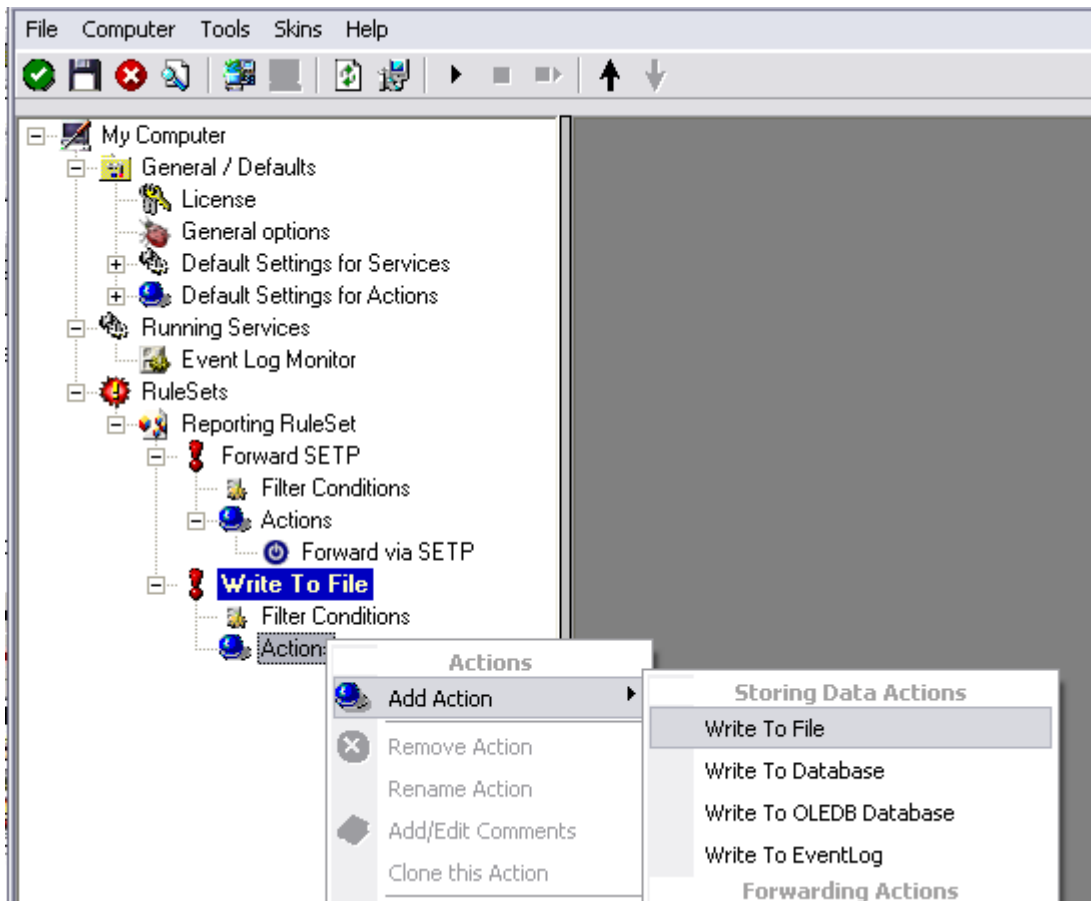 File Computer Tools Skins Help
My Computer
General / Defaults
License
General options
Default Settings for Services
Default Settings for Actions
Running Services
Event Log Monitor
RuleSets
Reporting RuleSet
Forward SETP
Filter Conditions
Actions
Forward via SETP
Write To File
Filter Conditions
Action
Actions
Add Action
Remove Action
Rename Action
Add/Edit Comments
Clone this Action
Storing Data Actions
Write To File
Write To Database
Write To OLEDB Database
Write To EventLog
Forwarding Actions